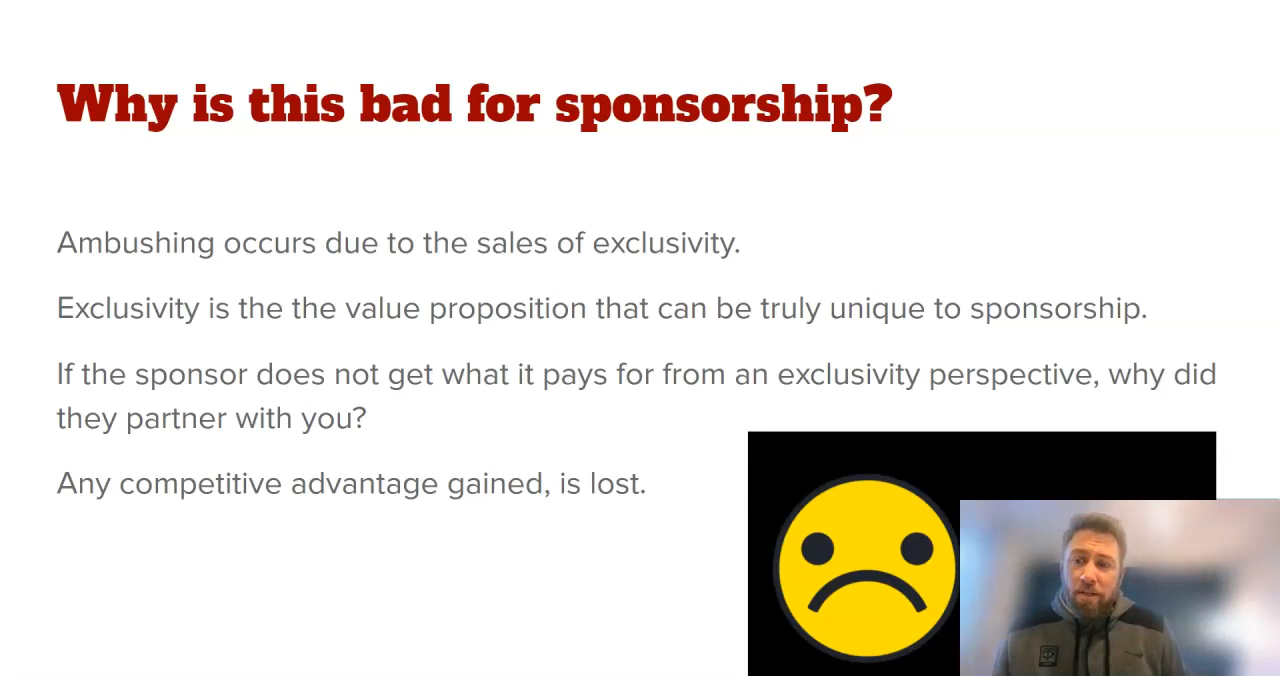 Why is this bad for sponsorship?
Ambushing occurs due to the sales of exclusivity.
Exclusivity is the the value proposition that can be truly unique to sponsorship.
If the sponsor does not get what it pays for from an exclusivity perspective, why did
they partner with you?
Any competitive advantage gained, is lost.